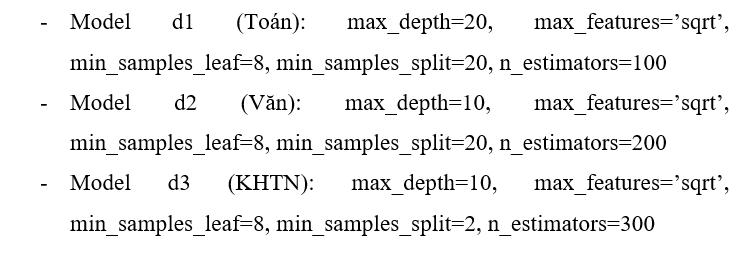 - Model d1 (Toán): max_depth=20, max_features=’sqrt’,
min_samples_leaf=8, min_samples_split=20, n_estimators=100
- Model d2 (Văn): max_depth=10, max_features=’sqrt’,
min_samples_leaf=8, min_samples_split=20, n_estimators=200
- Model d3 (KHTN): max_depth=10, max_features=’sqrt’,
min_samples_leaf=8, min_samples_split=2, n_estimators=300